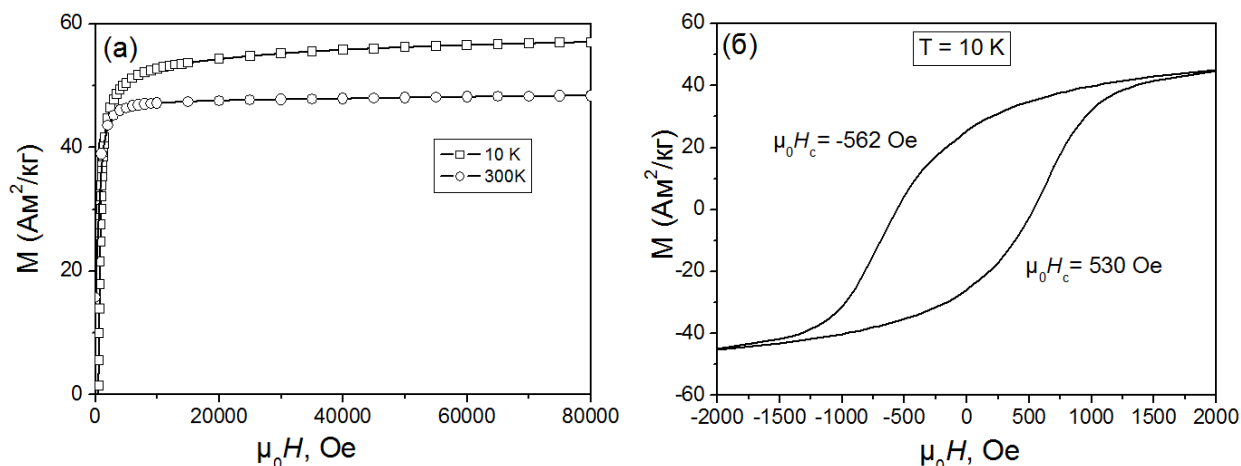 (а)
60
40
20
0
M (Ам²/кг)
10 K
300K
0 20000 40000 60000 80000
μ₀H, Oe
(б)
T = 10 K
60
40
20
0
-20
-40
-60
M (Ам²/кг)
μ₀H꜀= -562 Oe
μ₀H꜀= 530 Oe
-2000 -1500 -1000 -500 0 500 1000 1500 2000
μ₀H, Oe